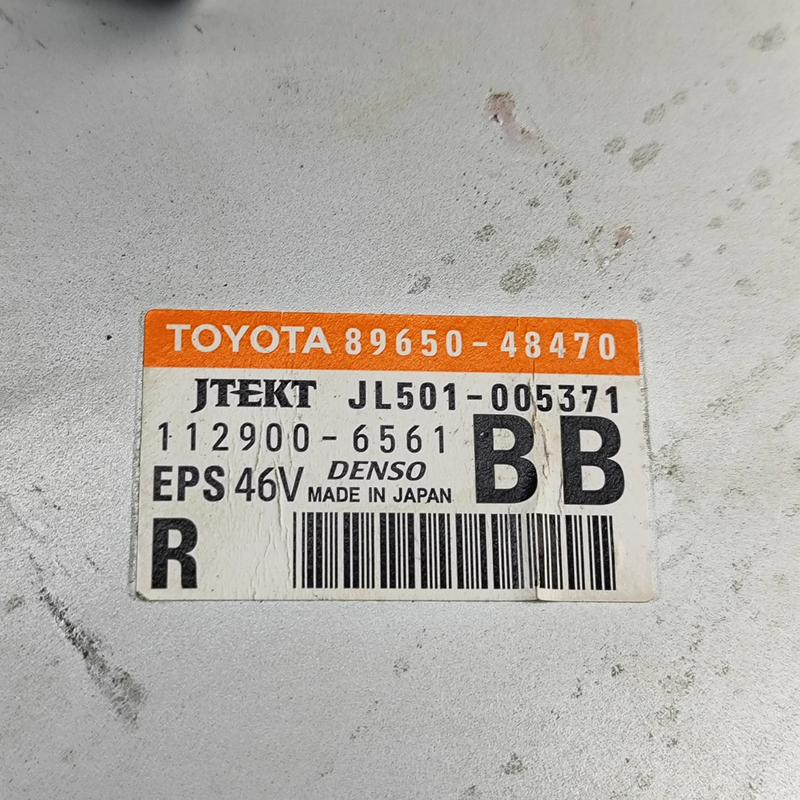 TOYOTA 89650-48470
JTEKT JL501-005371
112900-6561 BB
EPS 46V DENSO
MADE IN JAPAN
R